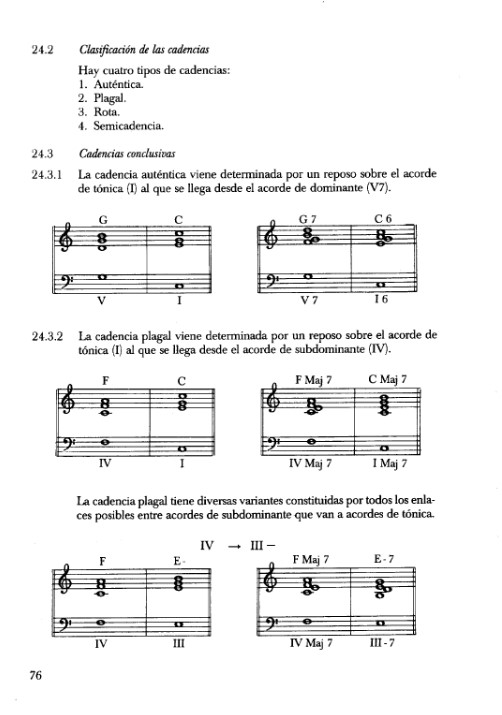 24.2 Clasificación de las cadencias
Hay cuatro tipos de cadencias:
1. Auténtica.
2. Plagal.
3. Rota.
4. Semicadencia.
24.3 Cadencias conclusivas
24.3.1 La cadencia auténtica viene determinada por un reposo sobre el acorde
de tónica (I) al que se llega desde el acorde de dominante (V7).
G C G 7 C 6
V I V 7 I 6
24.3.2 La cadencia plagal viene determinada por un reposo sobre el acorde de
tónica (I) al que se llega desde el acorde de subdominante (IV).
F C F Maj 7 C Maj 7
IV I IV Maj 7 I Maj 7
La cadencia plagal tiene diversas variantes constituidas por todos los enla-
ces posibles entre acordes de subdominante que van a acordes de tónica.
IV → III –
F E - F Maj 7 E - 7
IV III IV Maj 7 III - 7
76